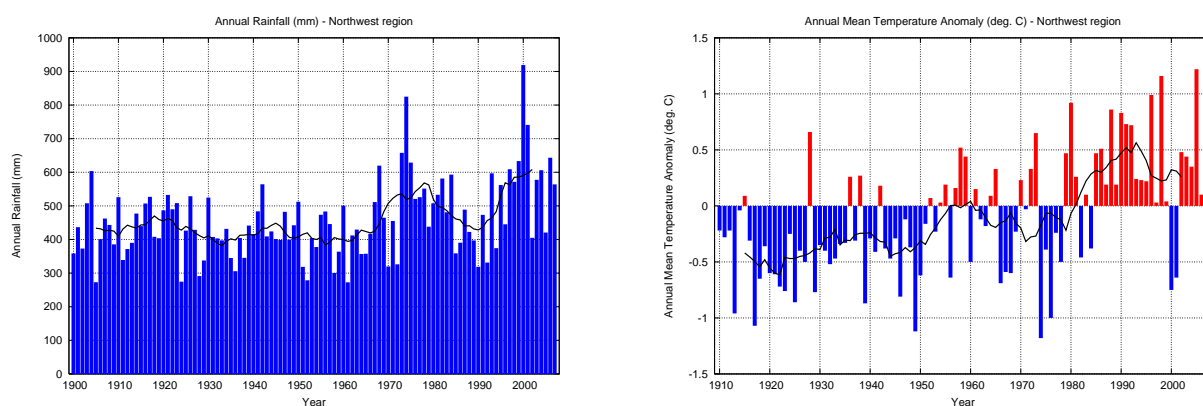 Annual Rainfall (mm) - Northwest region
1000
900
800
700
600
500
400
300
200
100
0
Annual Rainfall (mm)
1900 1910 1920 1930 1940 1950 1960 1970 1980 1990 2000
Year
Annual Mean Temperature Anomaly (deg. C) - Northwest region
1.5
1
0.5
0
-0.5
-1
-1.5
Annual Mean Temperature Anomaly (deg. C)
1910 1920 1930 1940 1950 1960 1970 1980 1990 2000
Year